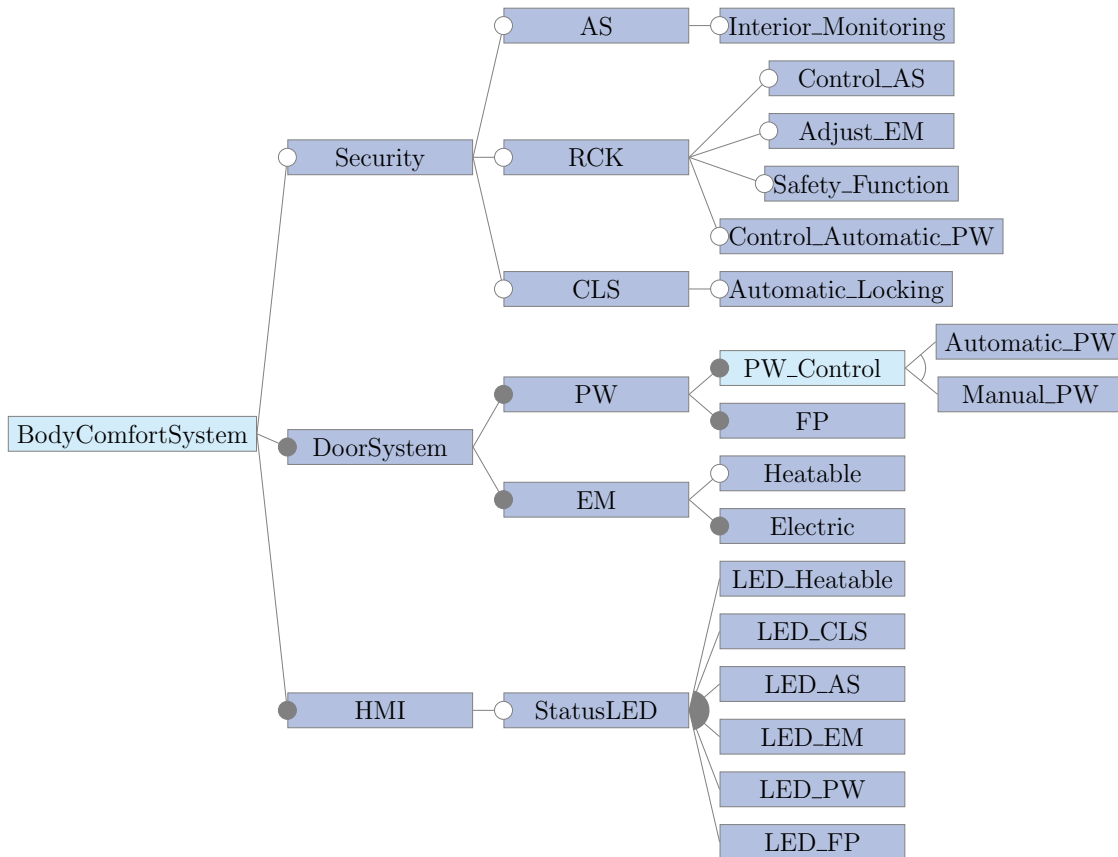 AS
Interior_Monitoring
Control_AS
Adjust_EM
Security
RCK
Safety_Function
Control_Automatic_PW
CLS
Automatic_Locking
Automatic_PW
PW_Control
PW
Manual_PW
FP
BodyComfortSystem
DoorSystem
Heatable
EM
Electric
LED_Heatable
LED_CLS
LED_AS
HMI
StatusLED
LED_EM
LED_PW
LED_FP